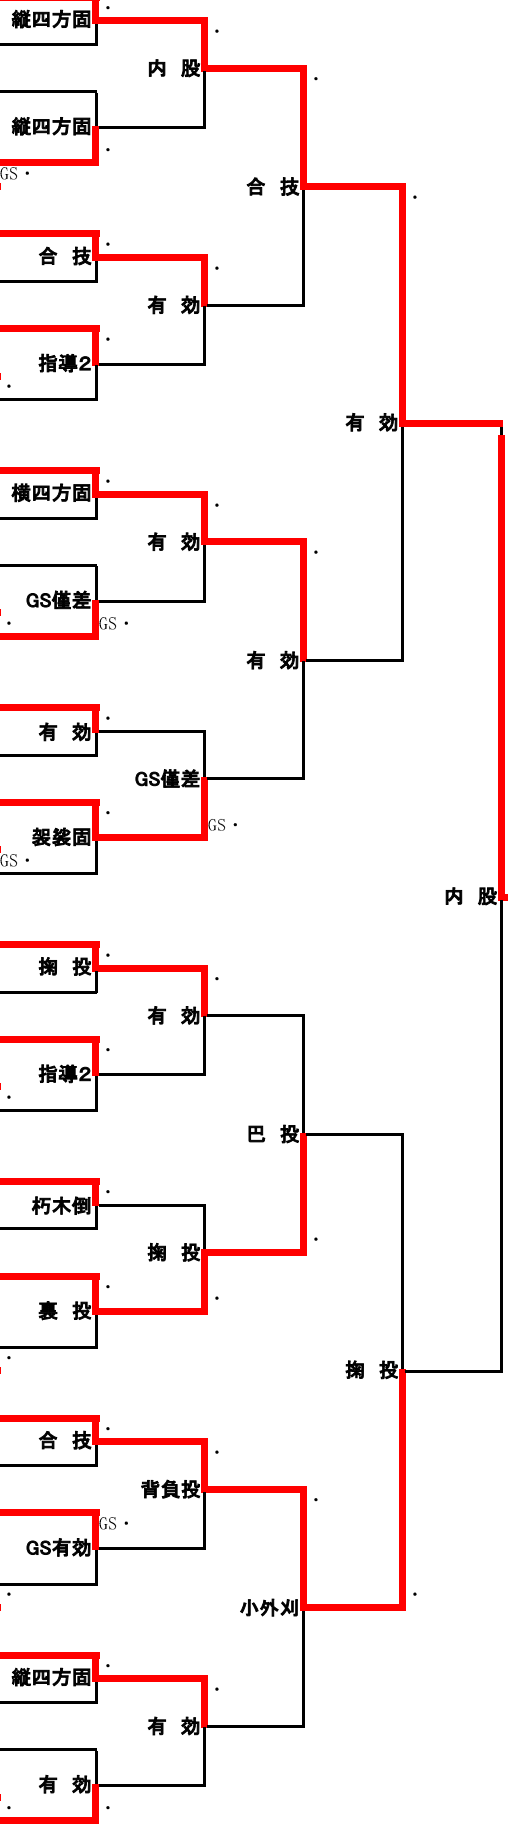 縦四方固
内 股
縦四方固
GS・
合 技
合 技
有 効
指導2
有 効
横四方固
有 効
GS僅差
GS・
有 効
有 効
GS僅差
GS・
袈裟固
GS・
内 股
掬 投
有 効
指導2
巴 投
朽木倒
掬 投
裏 投
掬 投
合 技
背負投
GS・
GS有効
小外刈
縦四方固
有 効
有 効